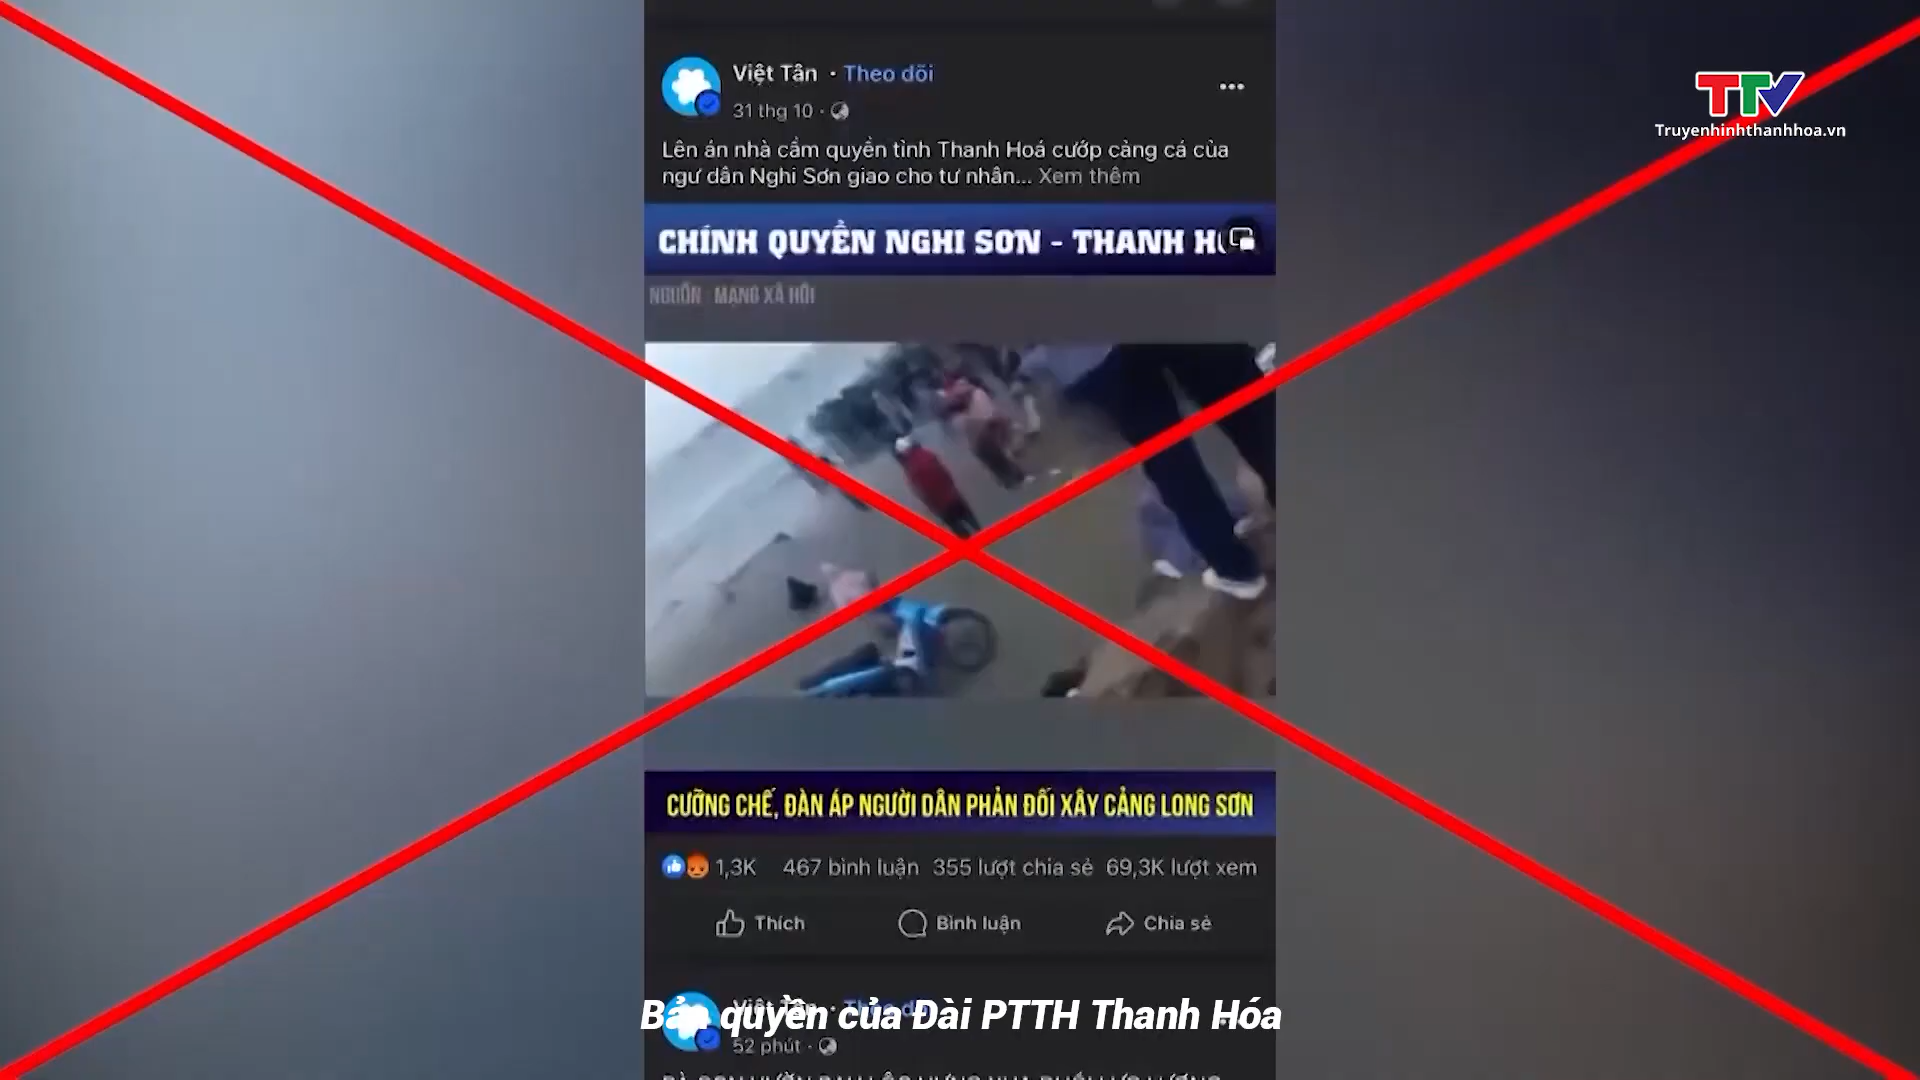 Việt Tân · Theo dõi
31 thg 10 ·
TTV
Truyenhinhthanhhoa.vn
Lên án nhà cầm quyền tỉnh Thanh Hoá cướp cảng cá của
ngư dân Nghi Sơn giao cho tư nhân... Xem thêm
CHÍNH QUYỀN NGHI SƠN - THANH
NGUỒN : MẠNG XÃ HỘI
CƯỠNG CHẾ, ĐÀN ÁP NGƯỜI DÂN PHẢN ĐỐI XÂY CẢNG LONG SƠN
1,3K 467 bình luận 355 lượt chia sẻ 69,3K lượt xem
Thích Bình luận Chia sẻ
Việt Tân · Theo dõi
Bản quyền của Đài PTTH Thanh Hóa
52 phút ·